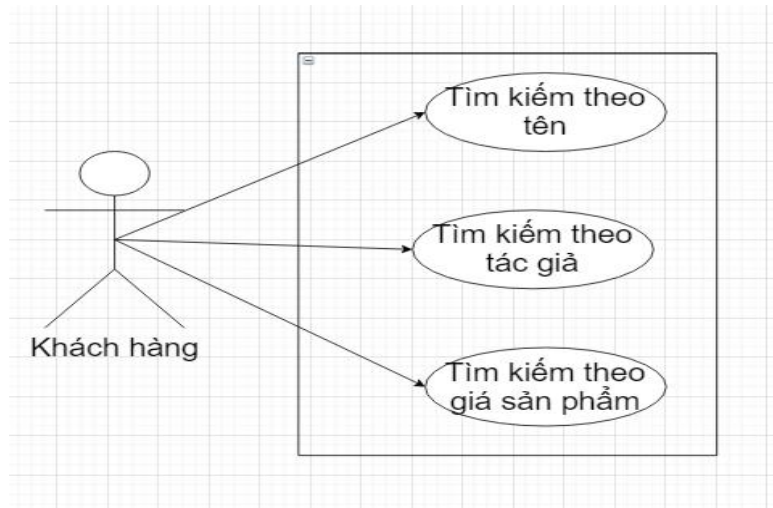 Tìm kiếm theo
tên
Tìm kiếm theo
tác giả
Khách hàng
Tìm kiếm theo
giá sản phẩm